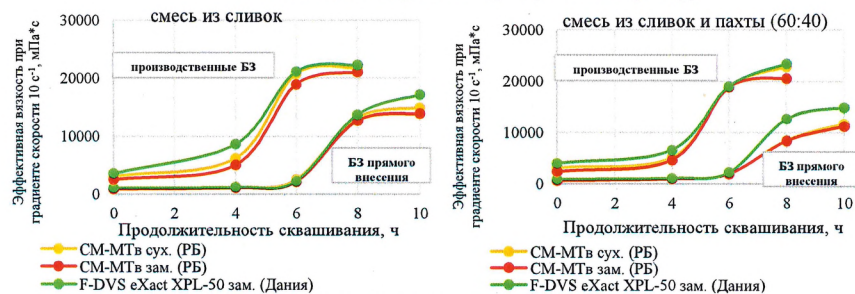 смесь из сливок
Эффективная вязкость при
градиенте скорости 10 с⁻¹, мПа*с
30000
20000
10000
0
производственные БЗ
БЗ прямого
внесения
0 2 4 6 8 10
Продолжительность сквашивания, ч
СМ-МТв сух. (РБ)
СМ-МТв зам. (РБ)
F-DVS eXact XPL-50 зам. (Дания)
смесь из сливок и пахты (60:40)
Эффективная вязкость при
градиенте скорости 10 с⁻¹, мПа*с
30000
20000
10000
0
производственные БЗ
БЗ прямого
внесения
0 2 4 6 8 10
Продолжительность сквашивания, ч
СМ-МТв сух. (РБ)
СМ-МТв зам. (РБ)
F-DVS eXact XPL-50 зам. (Дания)